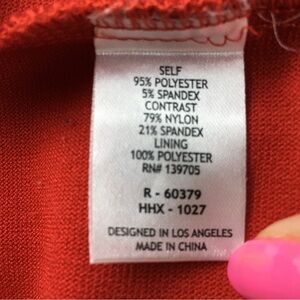 SELF
95% POLYESTER
5% SPANDEX
CONTRAST
79% NYLON
21% SPANDEX
LINING
100% POLYESTER
RN# 139705
R - 60379
HHX - 1027
DESIGNED IN LOS ANGELES
MADE IN CHINA